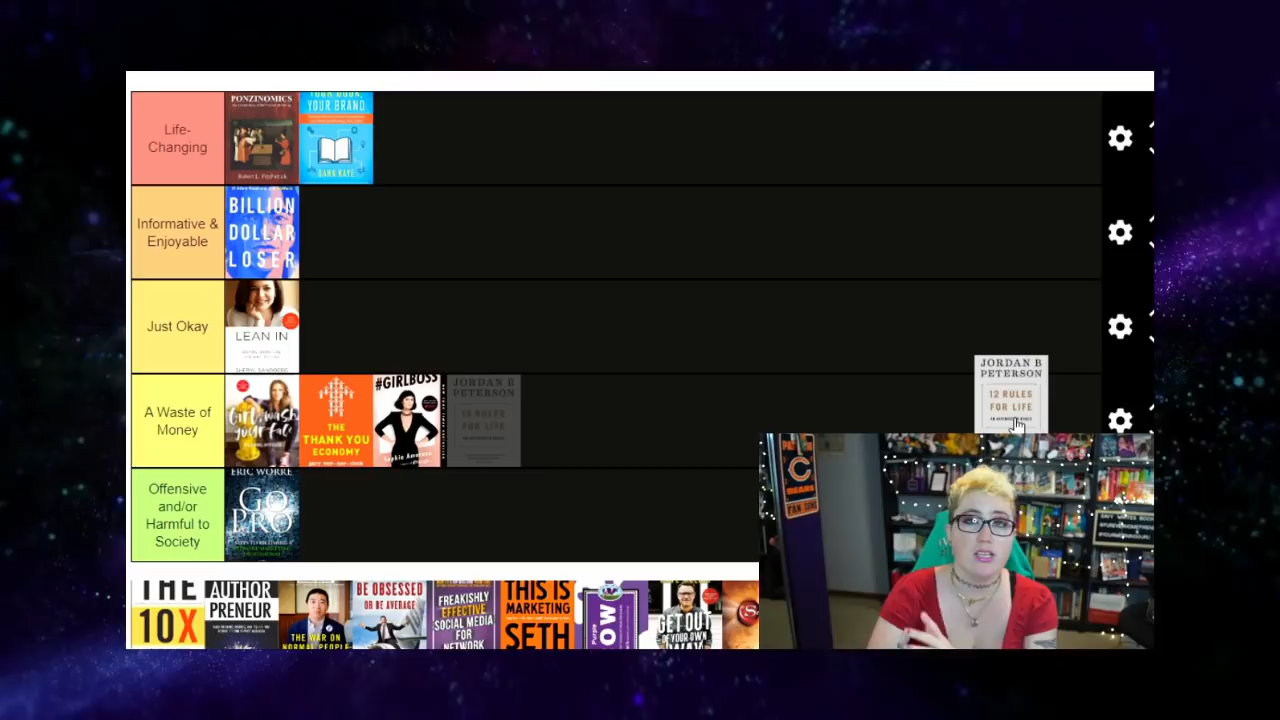 Life-
Changing
PONZINOMICS
Robert L. FitzPatrick
YOUR BOOK,
YOUR BRAND
DANA KAYE
Informative &
Enjoyable
BILLION
DOLLAR
LOSER
Just Okay
LEAN IN
SHERYL SANDBERG
A Waste of
Money
Girl, wash
your face
THE
THANK YOU
ECONOMY
#GIRLBOSS
Sophia Amoruso
JORDAN B
PETERSON
12 RULES
FOR LIFE
JORDAN B
PETERSON
12 RULES
FOR LIFE
Offensive
and/or
Harmful to
Society
ERIC WORRE
GO
PRO
BEARS
THE
10X
AUTHOR
PRENEUR
THE WAR ON
NORMAL PEOPLE
BE OBSESSED
OR BE AVERAGE
FREAKISHLY
EFFECTIVE
SOCIAL MEDIA
FOR
NETWORK
THIS IS
MARKETING
SETH
Purple
OW
GET OUT
OF YOUR OWN
WAY